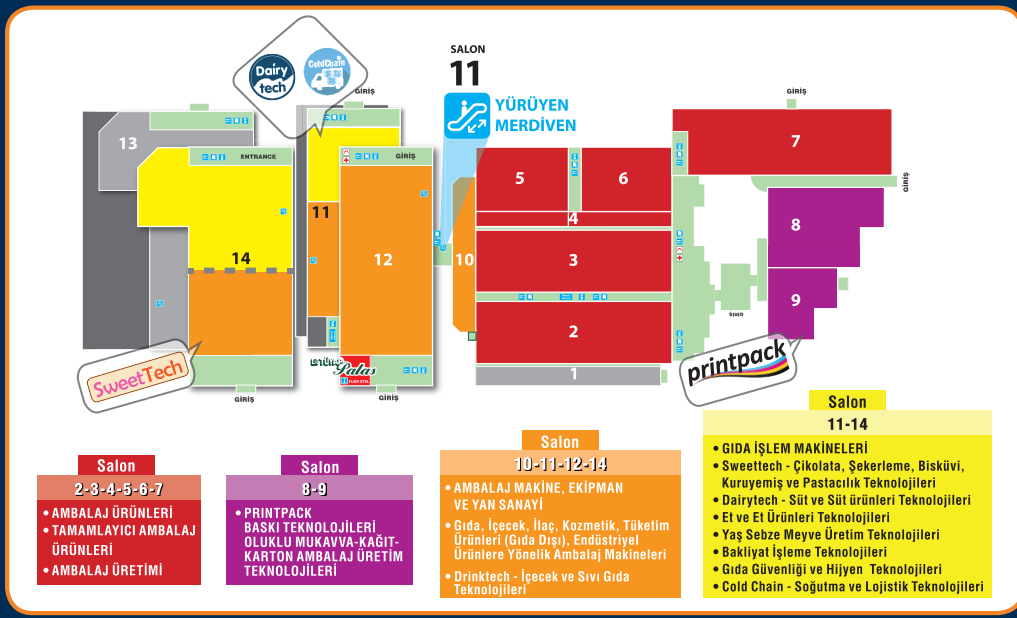 Dairy
tech
ColdChain
GİRİŞ
SALON
11
YÜRÜYEN
MERDİVEN
GİRİŞ
13
ENTRANCE
GİRİŞ
7
5
6
GİRİŞ
11
4
8
14
12
10
3
9
2
SweetTech
Palas
FUAR OTEL
1
printpack
GİRİŞ
GİRİŞ
Salon
2-3-4-5-6-7
• AMBALAJ ÜRÜNLERİ
• TAMAMLAYICI AMBALAJ
ÜRÜNLERİ
• AMBALAJ ÜRETİMİ
Salon
8-9
• PRINTPACK
BASKI TEKNOLOJİLERİ
OLUKLU MUKAVVA-KAĞIT-
KARTON AMBALAJ ÜRETİM
TEKNOLOJİLERİ
Salon
10-11-12-14
• AMBALAJ MAKİNE, EKİPMAN
VE YAN SANAYİ
• Gıda, İçecek, İlaç, Kozmetik, Tüketim
Ürünleri (Gıda Dışı), Endüstriyel
Ürünlere Yönelik Ambalaj Makineleri
• Drinktech - İçecek ve Sıvı Gıda
Teknolojileri
Salon
11-14
• GIDA İŞLEM MAKİNELERİ
• Sweettech - Çikolata, Şekerleme, Bisküvi,
Kuruyemiş ve Pastacılık Teknolojileri
• Dairytech - Süt ve Süt ürünleri Teknolojileri
• Et ve Et Ürünleri Teknolojileri
• Yaş Sebze Meyve Üretim Teknolojileri
• Bakliyat İşleme Teknolojileri
• Gıda Güvenliği ve Hijyen Teknolojileri
• Cold Chain - Soğutma ve Lojistik Teknolojileri